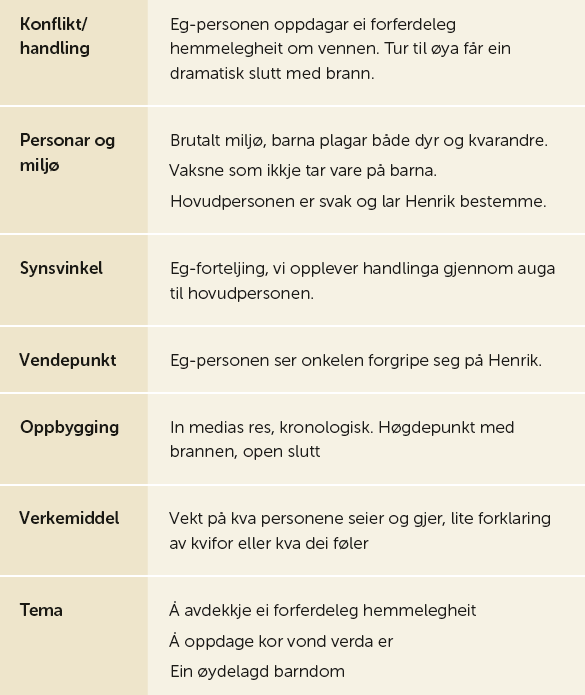 Konflikt/
handling
Eg-personen oppdagar ei forferdeleg
hemmelegheit om vennen. Tur til øya får ein
dramatisk slutt med brann.
Personar og
miljø
Brutalt miljø, barna plagar både dyr og kvarandre.
Vaksne som ikkje tar vare på barna.
Hovudpersonen er svak og lar Henrik bestemme.
Synsvinkel
Eg-forteljing, vi opplever handlinga gjennom auga
til hovudpersonen.
Vendepunkt
Eg-personen ser onkelen forgripe seg på Henrik.
Oppbygging
In medias res, kronologisk. Høgdepunkt med
brannen, open slutt
Verkemiddel
Vekt på kva personene seier og gjer, lite forklaring
av kvifor eller kva dei føler
Tema
Å avdekkje ei forferdeleg hemmelegheit
Å oppdage kor vond verda er
Ein øydelagd barndom